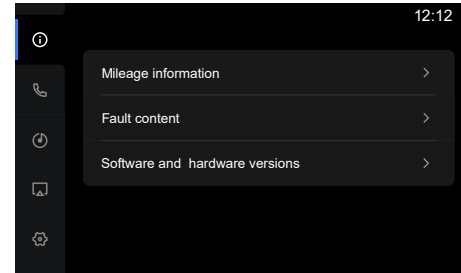 12:12
Mileage information
Fault content
Software and hardware versions